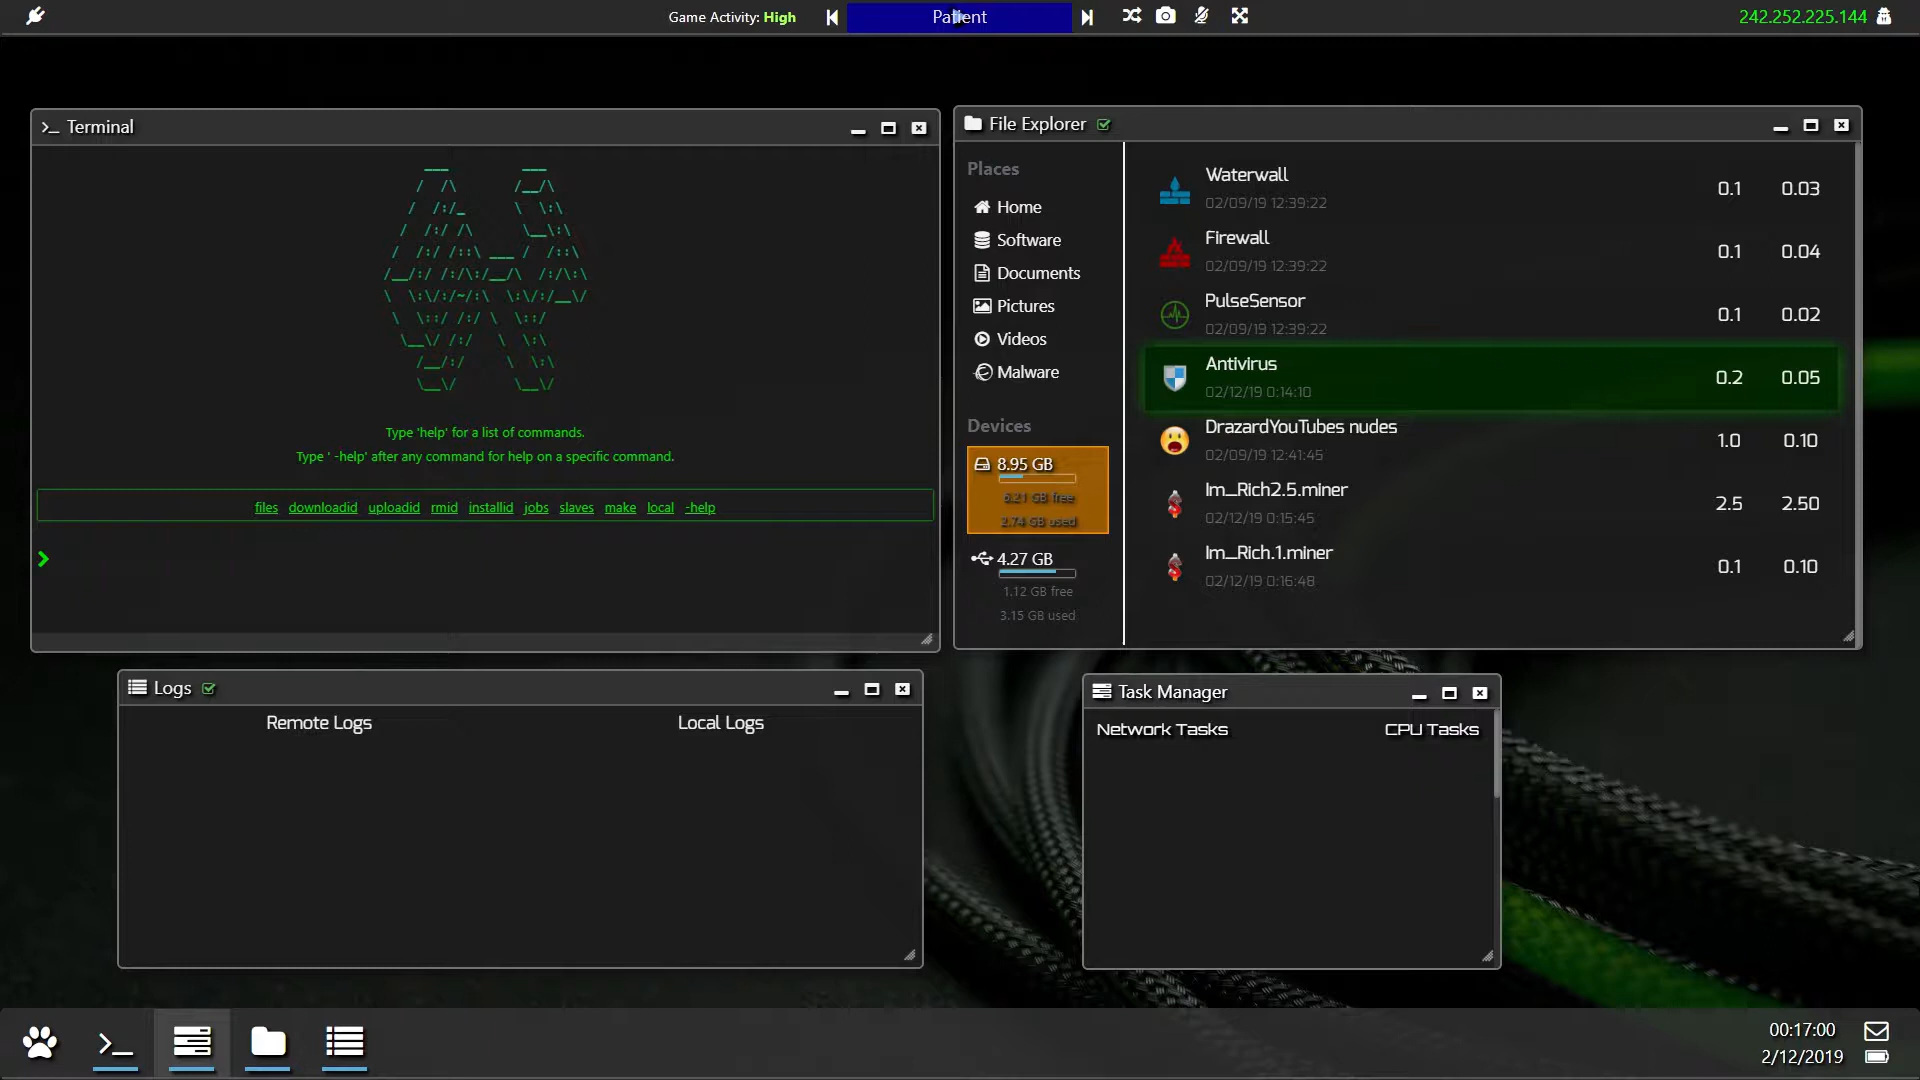 Game Activity: High
Patient
242.252.225.144
Terminal
Type 'help' for a list of commands.
Type ' -help' after any command for help on a specific command.
files downloadid uploadid rmid installid jobs slaves make local -help
File Explorer
Places
Home
Software
Documents
Pictures
Videos
Malware
Devices
8.95 GB
6.21 GB free
2.74 GB used
4.27 GB
1.12 GB free
3.15 GB used
Waterwall 0.1 0.03
02/09/19 12:39:22
Firewall 0.1 0.04
02/09/19 12:39:22
PulseSensor 0.1 0.02
02/09/19 12:39:22
Antivirus 0.2 0.05
02/12/19 0:14:10
DrazardYouTubes nudes 1.0 0.10
02/09/19 12:41:45
Im_Rich2.5.miner 2.5 2.50
02/12/19 0:15:45
Im_Rich.1.miner 0.1 0.10
02/12/19 0:16:48
Logs
Remote Logs Local Logs
Task Manager
Network Tasks CPU Tasks
00:17:00
2/12/2019